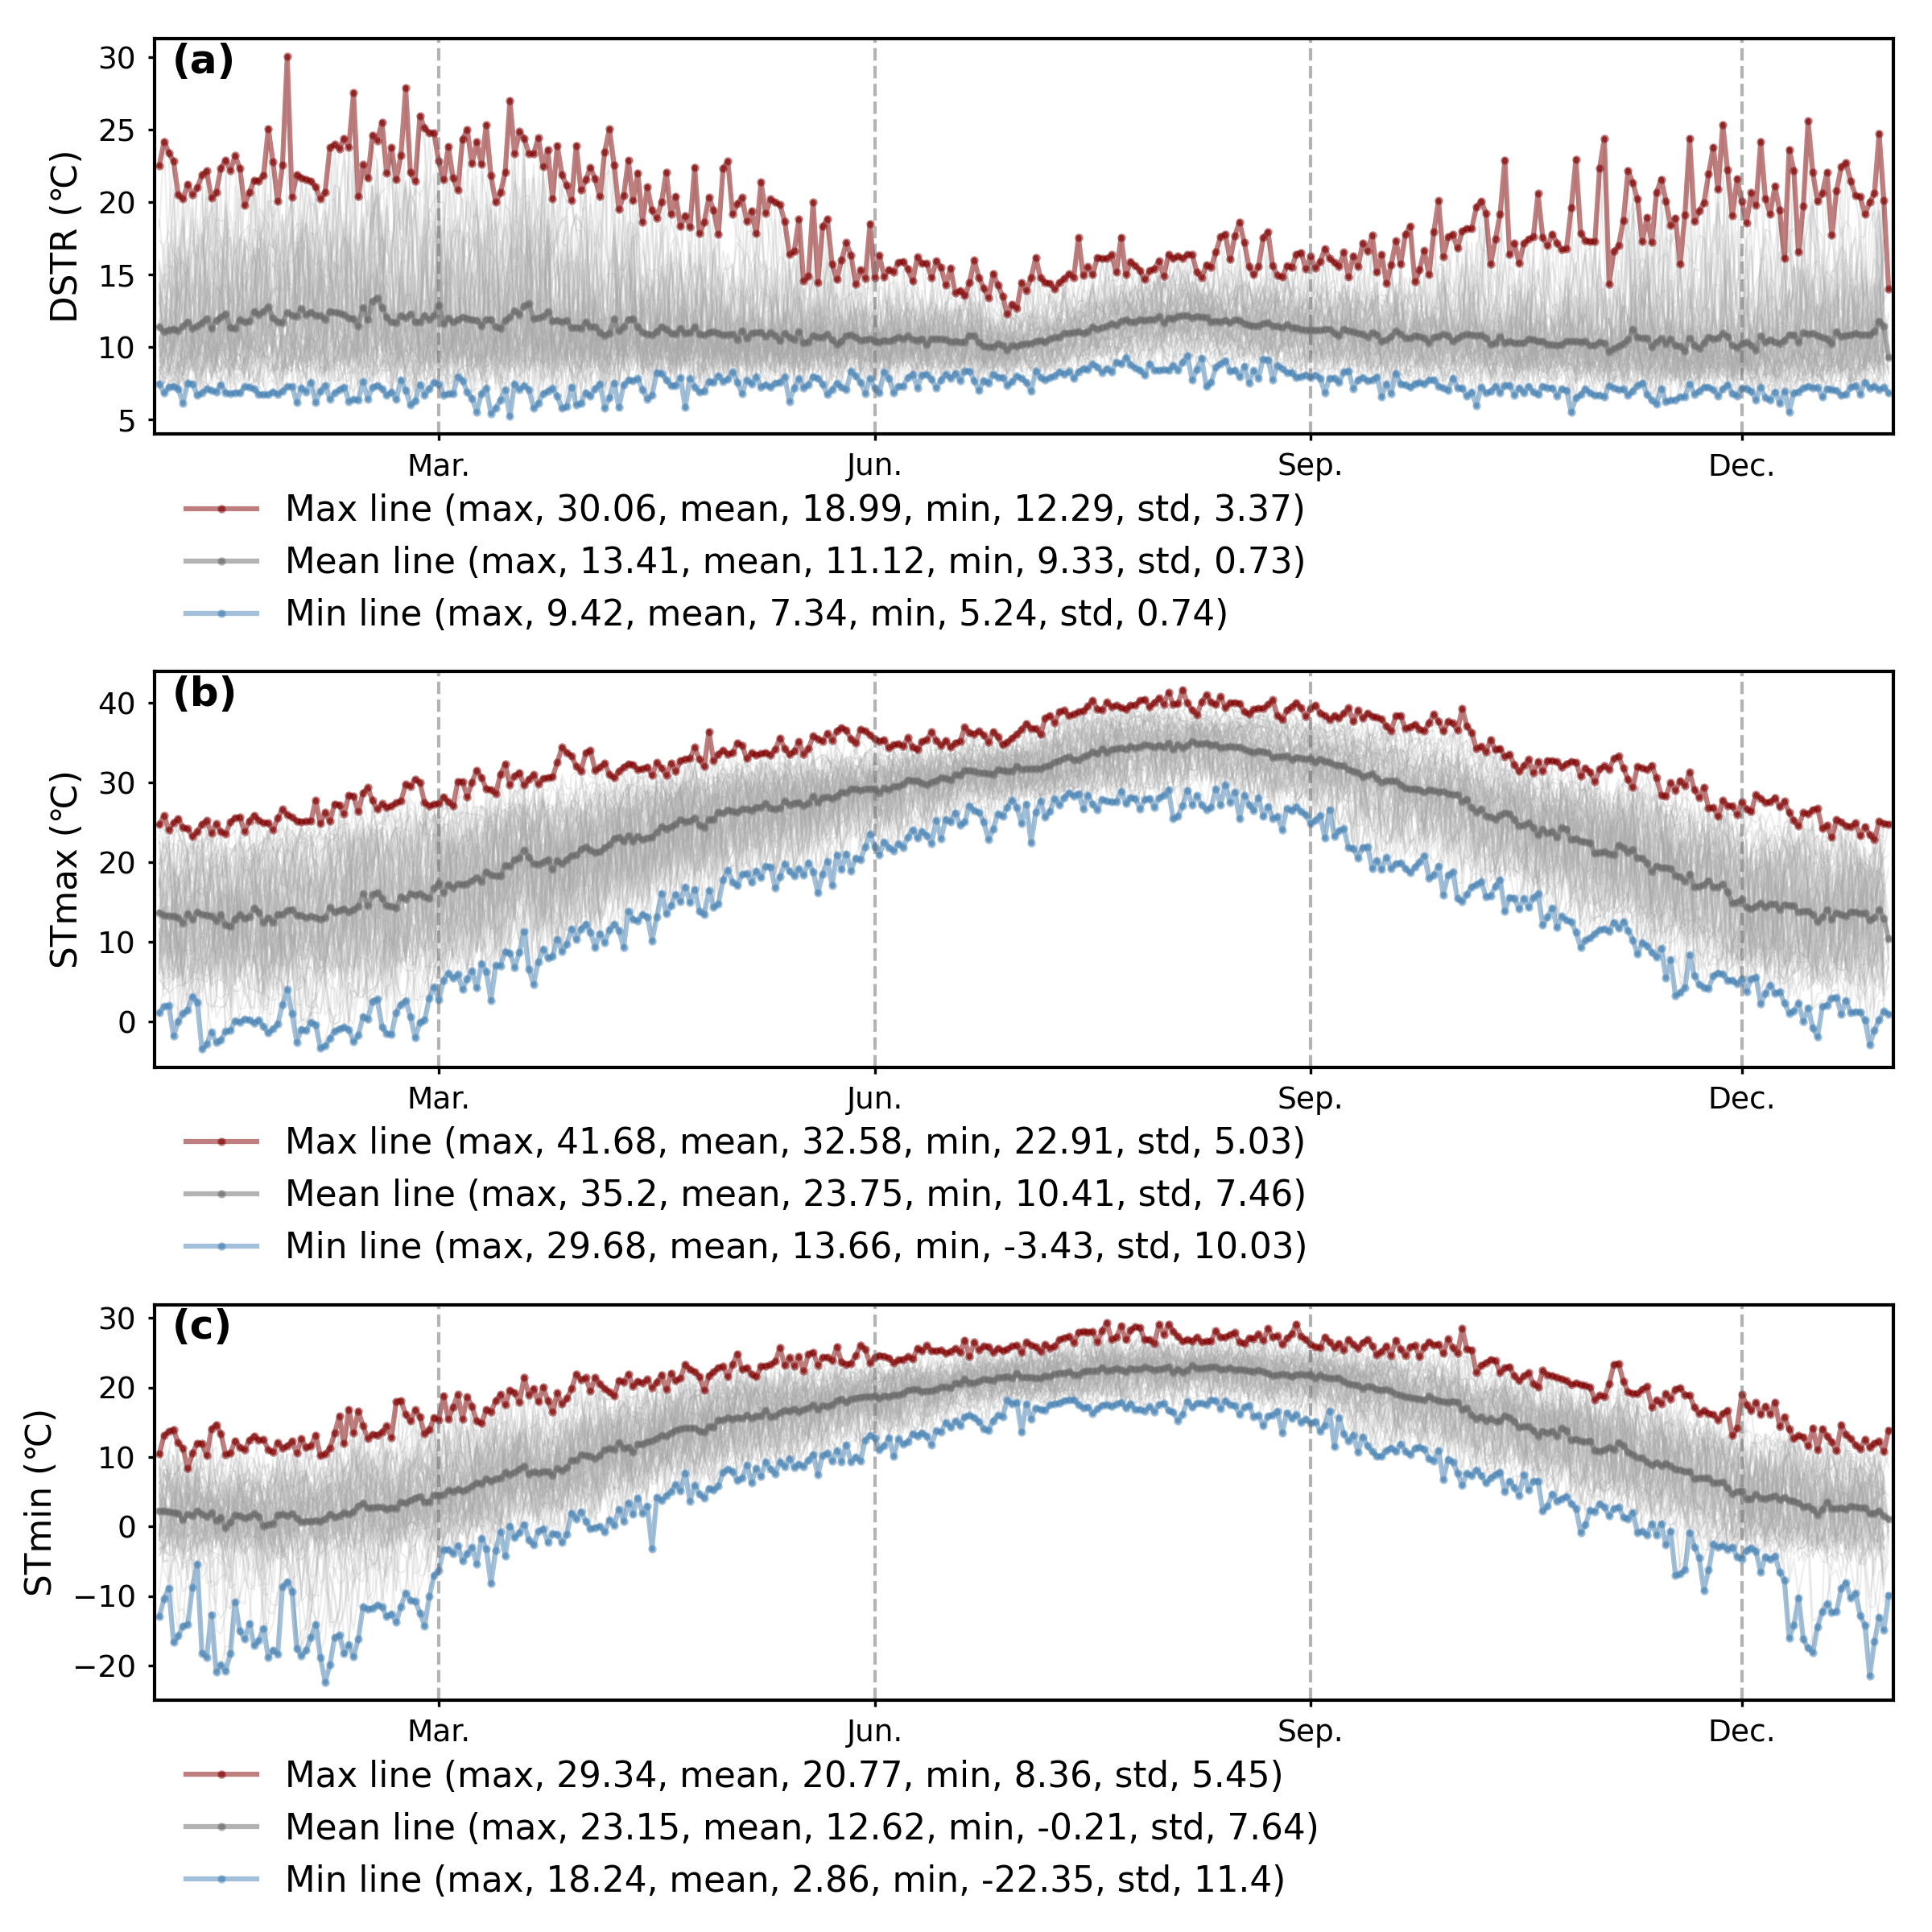 (a)
DSTR (℃)
30
25
20
15
10
5
Mar. Jun. Sep. Dec.
Max line (max, 30.06, mean, 18.99, min, 12.29, std, 3.37)
Mean line (max, 13.41, mean, 11.12, min, 9.33, std, 0.73)
Min line (max, 9.42, mean, 7.34, min, 5.24, std, 0.74)
(b)
STmax (℃)
40
30
20
10
0
Mar. Jun. Sep. Dec.
Max line (max, 41.68, mean, 32.58, min, 22.91, std, 5.03)
Mean line (max, 35.2, mean, 23.75, min, 10.41, std, 7.46)
Min line (max, 29.68, mean, 13.66, min, -3.43, std, 10.03)
(c)
STmin (℃)
30
20
10
0
−10
−20
Mar. Jun. Sep. Dec.
Max line (max, 29.34, mean, 20.77, min, 8.36, std, 5.45)
Mean line (max, 23.15, mean, 12.62, min, -0.21, std, 7.64)
Min line (max, 18.24, mean, 2.86, min, -22.35, std, 11.4)